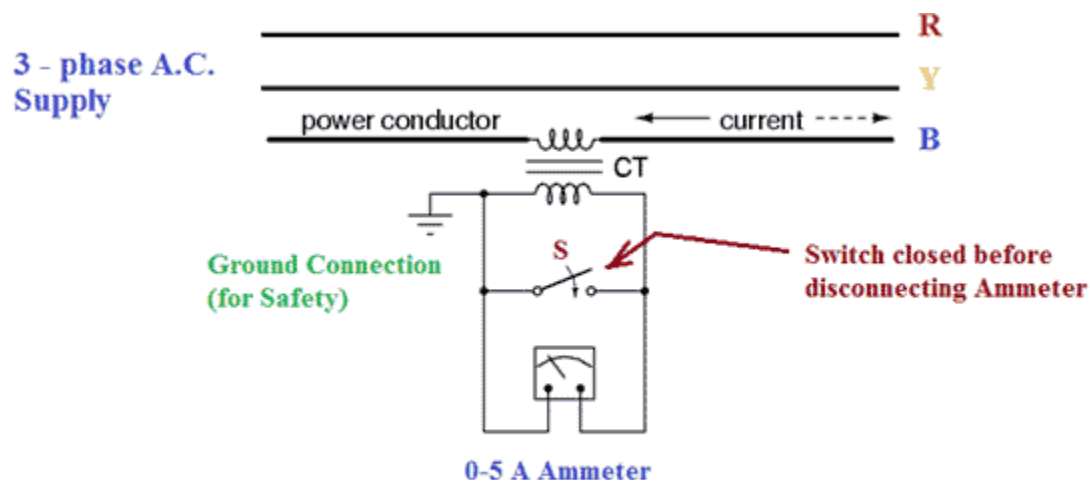 R
3 - phase A.C.
Supply
Y
power conductor
current
B
CT
S
Ground Connection
(for Safety)
Switch closed before
disconnecting Ammeter
0-5 A Ammeter